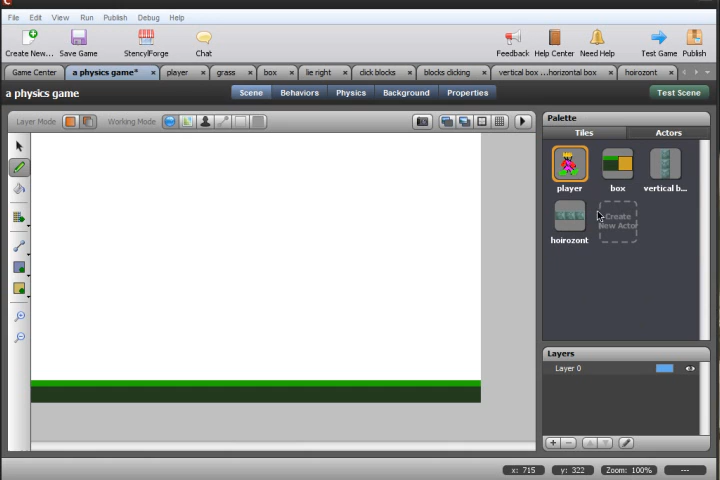 File Edit View Run Publish Debug Help
Create New... Save Game StencylForge Chat Feedback Help Center Need Help Test Game Publish
Game Center a physics game* player grass box lie right click blocks blocks clicking vertical box ...horizontal box hoirozont
a physics game Scene Behaviors Physics Background Properties Test Scene
Layer Mode Working Mode Palette
Tiles Actors
player box vertical b...
Create New Actor
hoirozont
Layers
Layer 0
x: 715 y: 322 Zoom: 100% ---